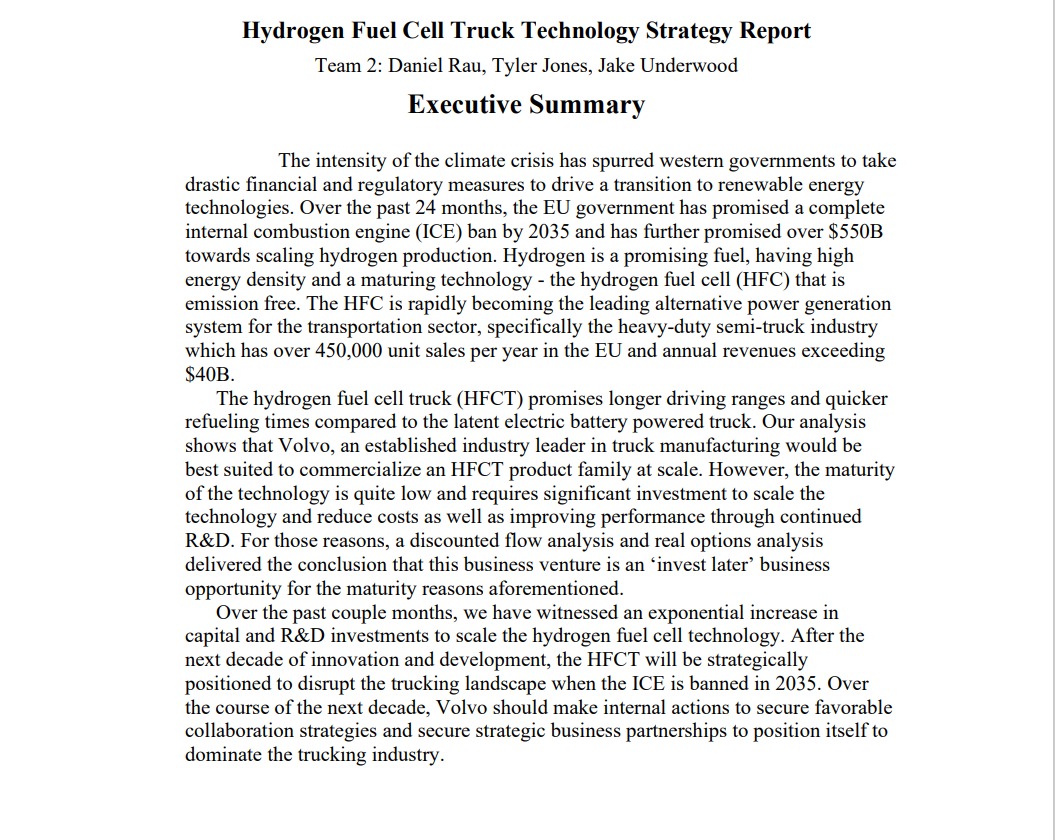 Hydrogen Fuel Cell Truck Technology Strategy Report
Team 2: Daniel Rau, Tyler Jones, Jake Underwood
Executive Summary
The intensity of the climate crisis has spurred western governments to take
drastic financial and regulatory measures to drive a transition to renewable energy
technologies. Over the past 24 months, the EU government has promised a complete
internal combustion engine (ICE) ban by 2035 and has further promised over $550B
towards scaling hydrogen production. Hydrogen is a promising fuel, having high
energy density and a maturing technology - the hydrogen fuel cell (HFC) that is
emission free. The HFC is rapidly becoming the leading alternative power generation
system for the transportation sector, specifically the heavy-duty semi-truck industry
which has over 450,000 unit sales per year in the EU and annual revenues exceeding
$40B.
The hydrogen fuel cell truck (HFCT) promises longer driving ranges and quicker
refueling times compared to the latent electric battery powered truck. Our analysis
shows that Volvo, an established industry leader in truck manufacturing would be
best suited to commercialize an HFCT product family at scale. However, the maturity
of the technology is quite low and requires significant investment to scale the
technology and reduce costs as well as improving performance through continued
R&D. For those reasons, a discounted flow analysis and real options analysis
delivered the conclusion that this business venture is an ‘invest later’ business
opportunity for the maturity reasons aforementioned.
Over the past couple months, we have witnessed an exponential increase in
capital and R&D investments to scale the hydrogen fuel cell technology. After the
next decade of innovation and development, the HFCT will be strategically
positioned to disrupt the trucking landscape when the ICE is banned in 2035. Over
the course of the next decade, Volvo should make internal actions to secure favorable
collaboration strategies and secure strategic business partnerships to position itself to
dominate the trucking industry.